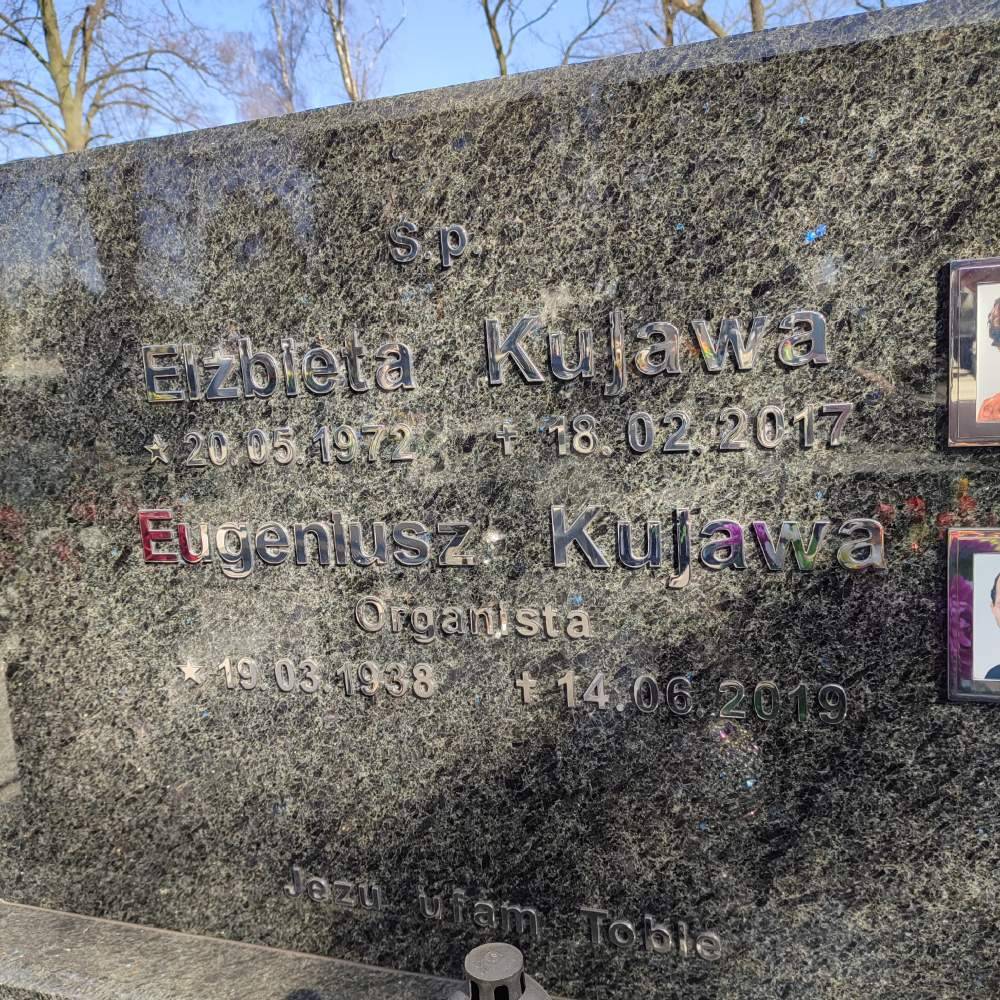 Ś.p
Elżbieta Kujawa
★ 20.05.1972 ✝ 18.02.2017
Eugeniusz Kujawa
Organista
★ 19.03.1938 ✝ 14.06.2019
Jezu ufam Tobie